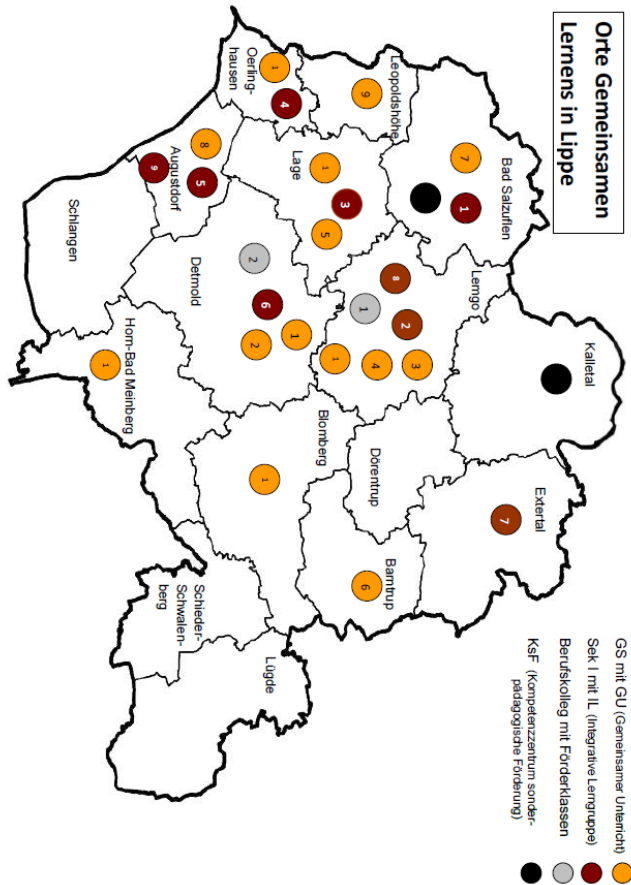 Orte Gemeinsamen
Lernens in Lippe
GS mit GU (Gemeinsamer Unterricht)
Sek I mit IL (Integrative Lerngruppe)
Berufskolleg mit Förderklassen
KsF (Kompetenzzentrum sonder-
pädagogische Förderung)
Kalletal
Extertal
7
Bad Salzuflen
7
1
Lemgo
8
1
2
1
4
3
Dörentrup
Barntrup
6
Leopoldshöhe
9
Oerling-
hausen
1
4
Lage
1
3
5
Augustdorf
8
5
9
Detmold
2
6
2
1
Blomberg
1
Schlangen
Horn-Bad Meinberg
1
Schieder-
Schwalen-
berg
Lügde